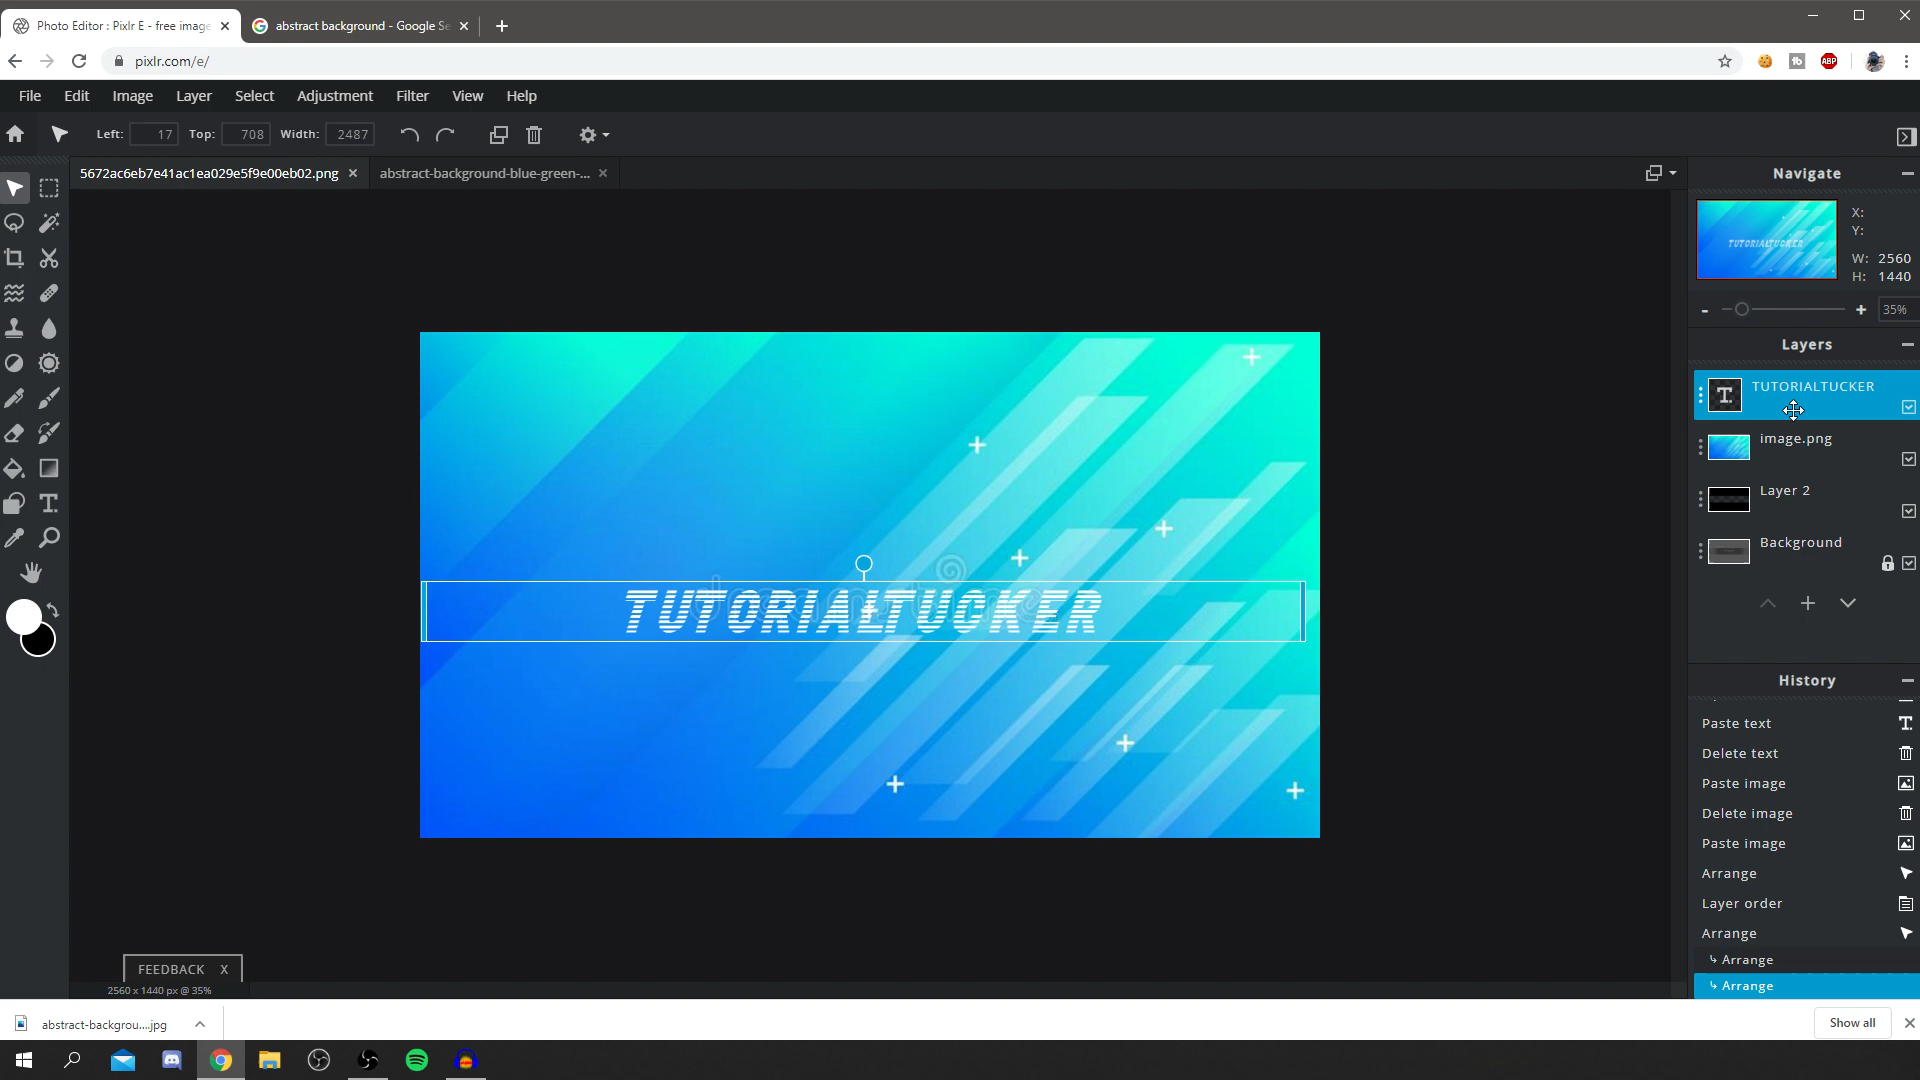 Photo Editor : Pixlr E - free image
abstract background - Google Se
pixlr.com/e/
ABP
File Edit Image Layer Select Adjustment Filter View Help
Left: 17 Top: 708 Width: 2487
5672ac6eb7e41ac1ea029e5f9e00eb02.png
abstract-background-blue-green-...
Navigate
X:
Y:
W: 2560
H: 1440
35%
Layers
TUTORIALTUCKER
image.png
Layer 2
Background
TUTORIALTUCKER
History
Paste text
Delete text
Paste image
Delete image
Paste image
Arrange
Layer order
Arrange
Arrange
Arrange
FEEDBACK X
2560 x 1440 px @ 35%
abstract-backgrou....jpg
Show all